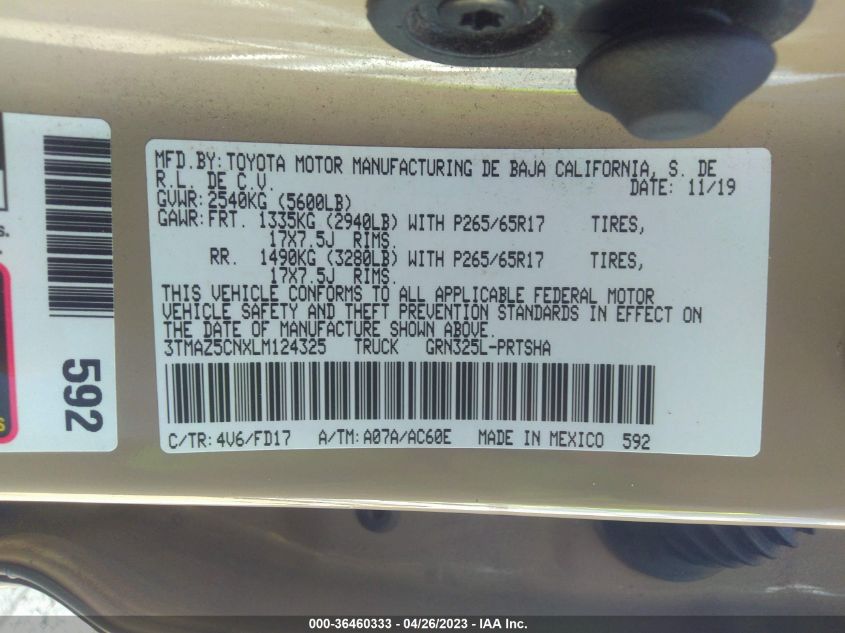 MFD.BY:TOYOTA MOTOR MANUFACTURING DE BAJA CALIFORNIA, S. DE
R.L. DE C.V. DATE: 11/19
GVWR:2540KG (5600LB)
GAWR:FRT. 1335KG (2940LB) WITH P265/65R17 TIRES,
17X7.5J RIMS.
RR. 1490KG (3280LB) WITH P265/65R17 TIRES,
17X7.5J RIMS.
THIS VEHICLE CONFORMS TO ALL APPLICABLE FEDERAL MOTOR
VEHICLE SAFETY AND THEFT PREVENTION STANDARDS IN EFFECT ON
THE DATE OF MANUFACTURE SHOWN ABOVE.
3TMAZ5CNXLM124325 TRUCK GRN325L-PRTSHA
C/TR: 4V6/FD17 A/TM: A07A/AC60E MADE IN MEXICO 592
592
s.
S
000-36460333 - 04/26/2023 - IAA Inc.